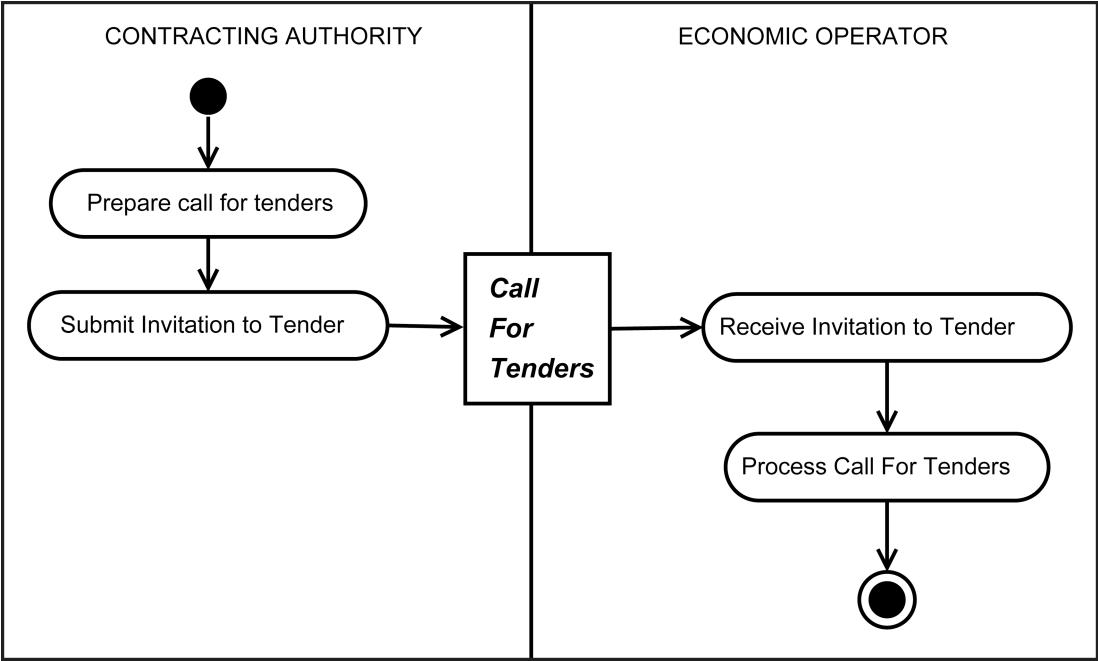 CONTRACTING AUTHORITY
ECONOMIC OPERATOR
Prepare call for tenders
Submit Invitation to Tender
Call
For
Tenders
Receive Invitation to Tender
Process Call For Tenders